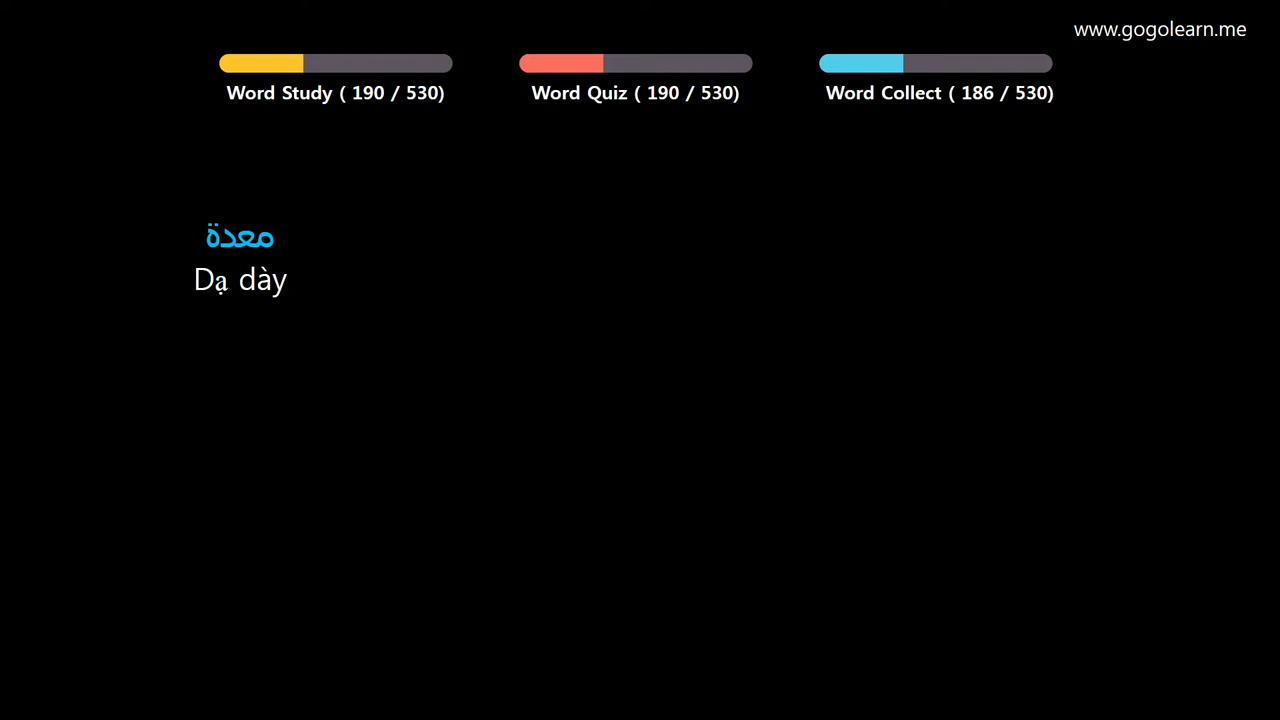 www.gogolearn.me
Word Study ( 190 / 530)
Word Quiz ( 190 / 530)
Word Collect ( 186 / 530)
معدة
Dạ dày